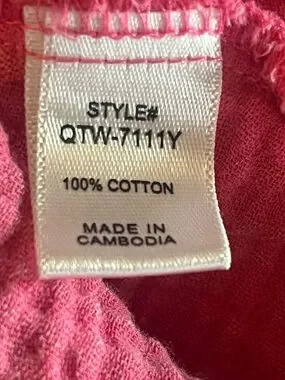 STYLE#
QTW-7111Y
100% COTTON
MADE IN
CAMBODIA